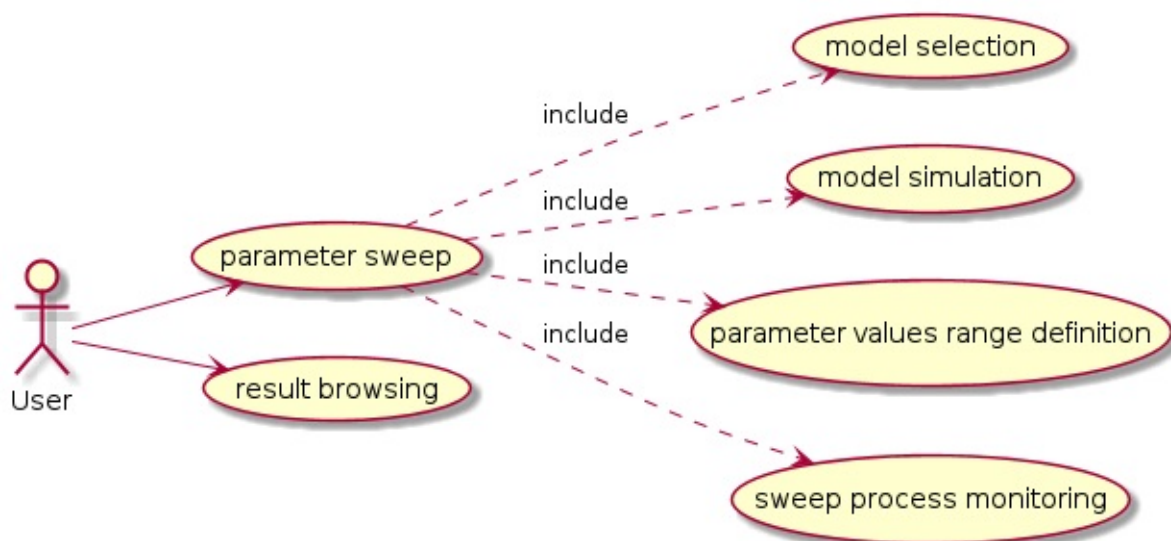 model selection
include
model simulation
include
parameter sweep
include
parameter values range definition
include
User
result browsing
sweep process monitoring